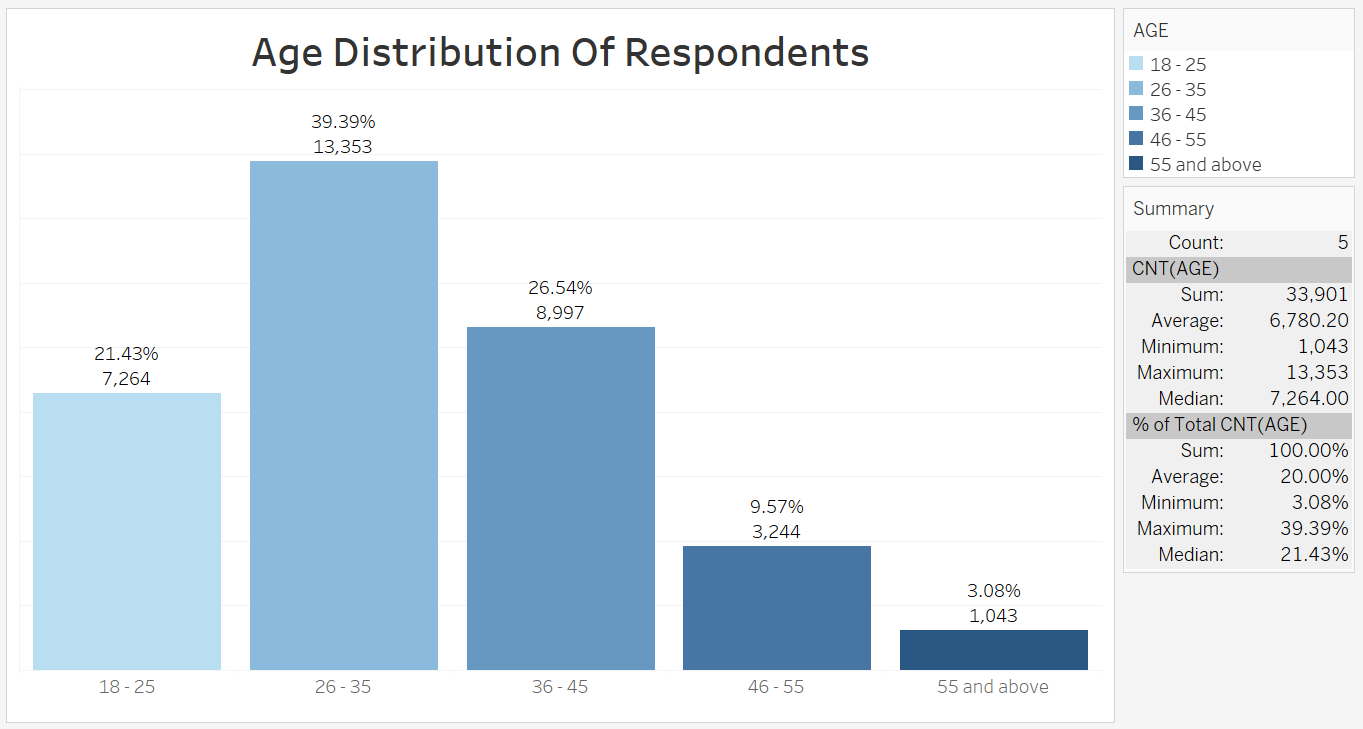 Age Distribution Of Respondents
39.39%
13,353
26.54%
8,997
21.43%
7,264
9.57%
3,244
3.08%
1,043
18 - 25
26 - 35
36 - 45
46 - 55
55 and above
AGE
18 - 25
26 - 35
36 - 45
46 - 55
55 and above
Summary
Count: 5
CNT(AGE)
Sum: 33,901
Average: 6,780.20
Minimum: 1,043
Maximum: 13,353
Median: 7,264.00
% of Total CNT(AGE)
Sum: 100.00%
Average: 20.00%
Minimum: 3.08%
Maximum: 39.39%
Median: 21.43%